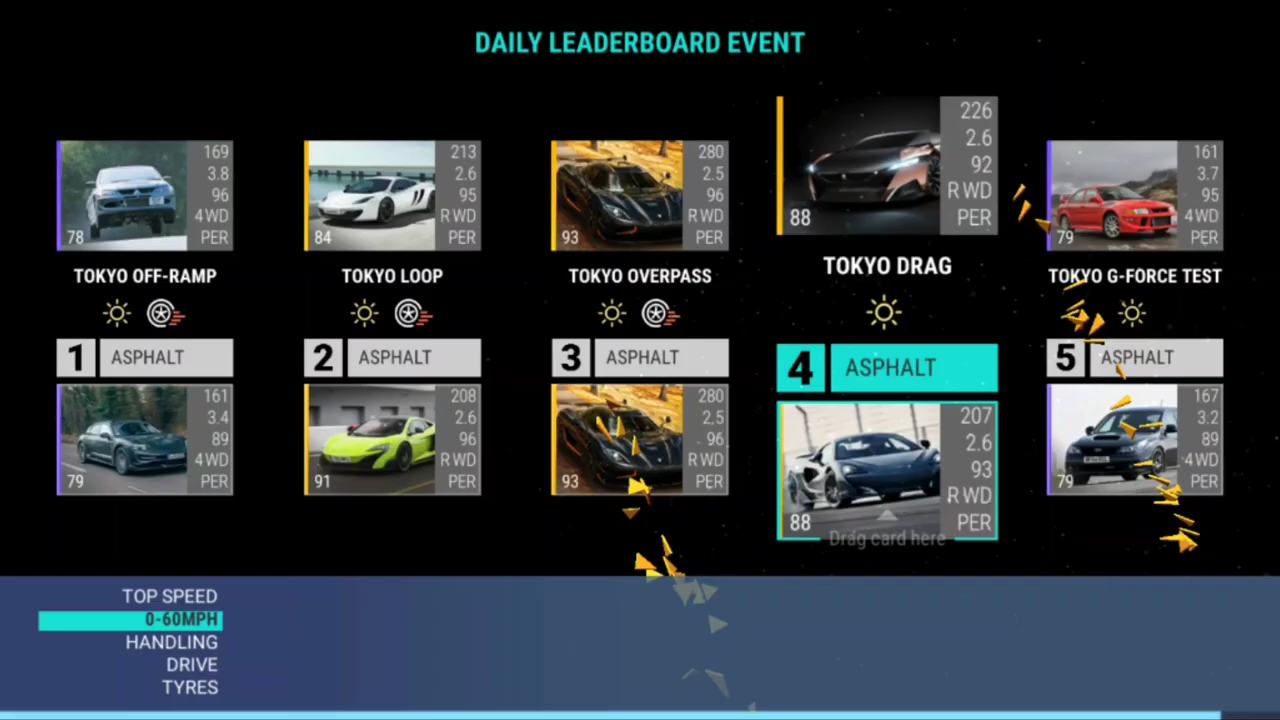 DAILY LEADERBOARD EVENT
169
3.8
96
4WD
PER
78
213
2.6
95
RWD
PER
84
280
2.5
96
RWD
PER
93
226
2.6
92
RWD
PER
88
161
3.7
95
4WD
PER
79
TOKYO OFF-RAMP
TOKYO LOOP
TOKYO OVERPASS
TOKYO DRAG
TOKYO G-FORCE TEST
1 ASPHALT
2 ASPHALT
3 ASPHALT
4 ASPHALT
5 ASPHALT
161
3.4
89
4WD
PER
79
208
2.6
96
RWD
PER
91
280
2.5
96
RWD
PER
93
207
2.6
93
RWD
PER
88
Drag card here
167
3.2
89
4WD
PER
79
TOP SPEED
0-60MPH
HANDLING
DRIVE
TYRES